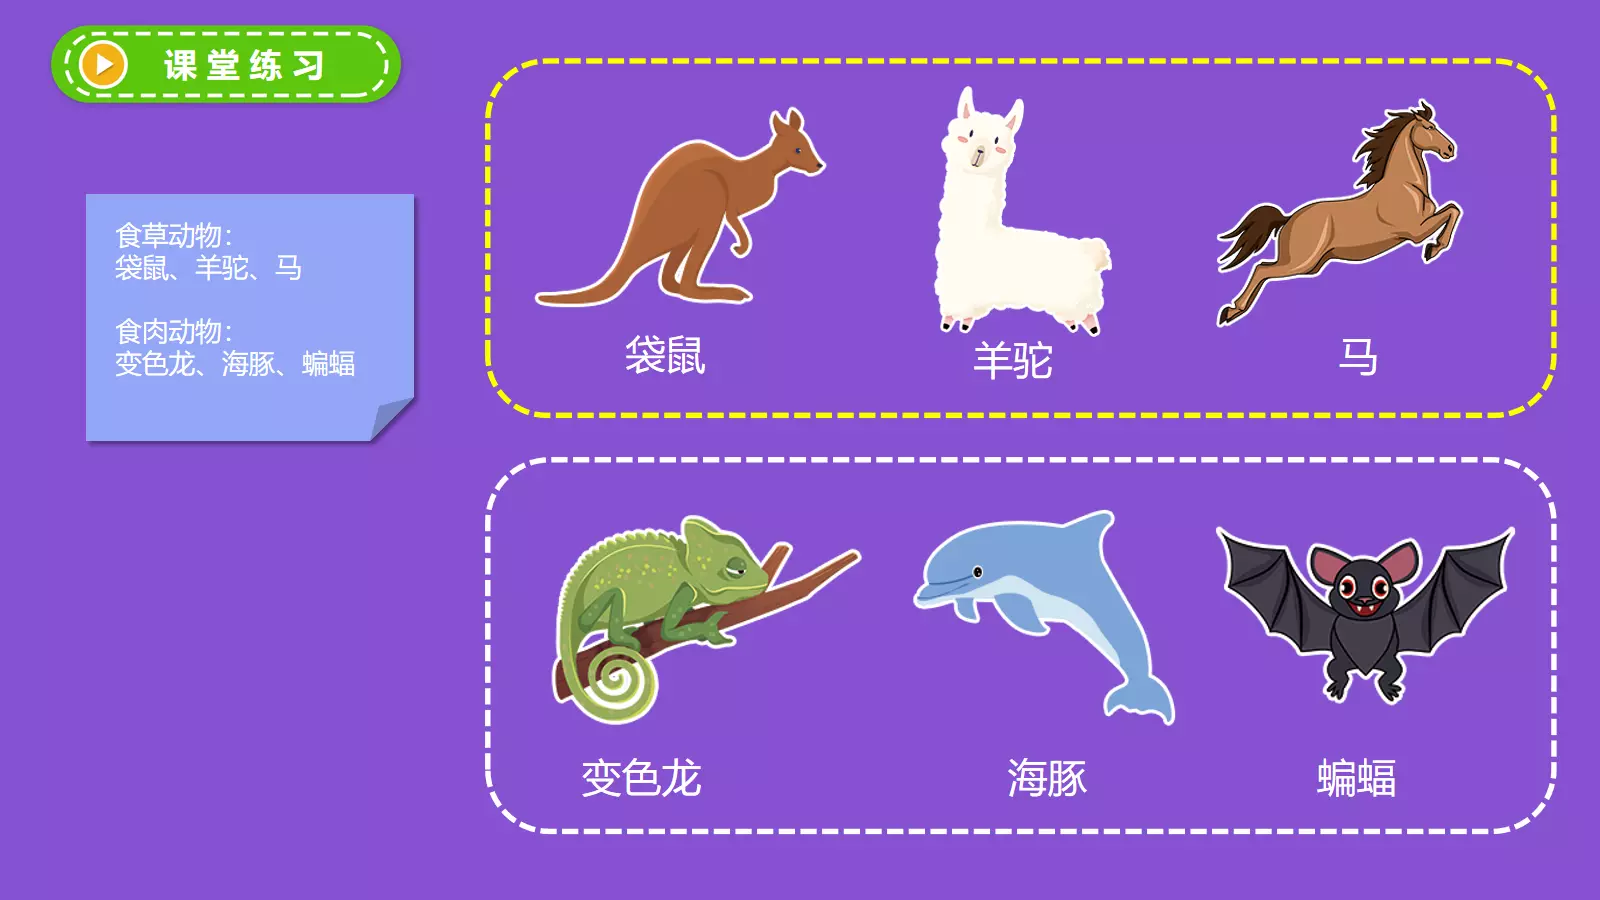 课堂练习
食草动物：
袋鼠、羊驼、马
食肉动物：
变色龙、海豚、蝙蝠
袋鼠
羊驼
马
变色龙
海豚
蝙蝠